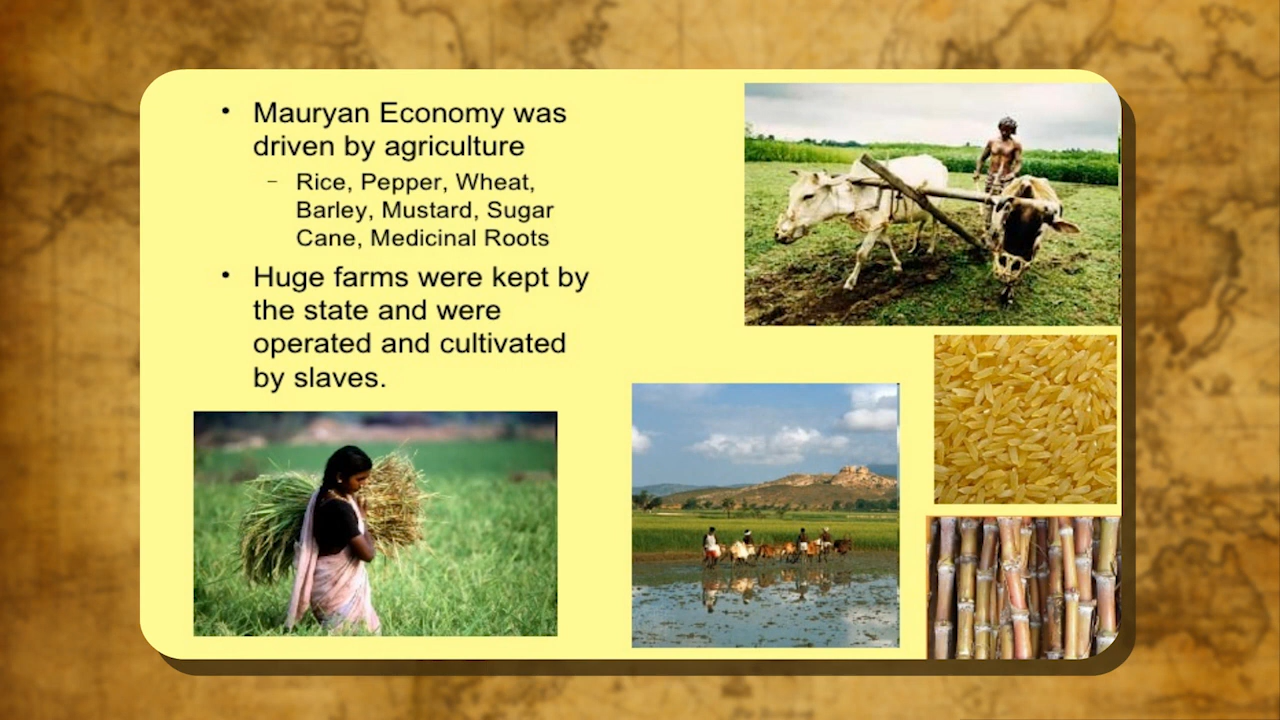 • Mauryan Economy was
driven by agriculture
– Rice, Pepper, Wheat,
Barley, Mustard, Sugar
Cane, Medicinal Roots
• Huge farms were kept by
the state and were
operated and cultivated
by slaves.